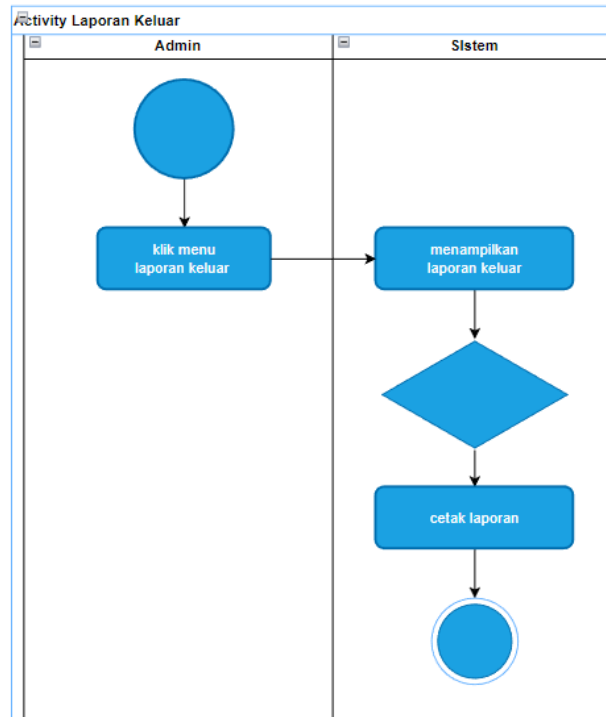 Activity Laporan Keluar
Admin
SIstem
klik menu
laporan keluar
menampilkan
laporan keluar
cetak laporan